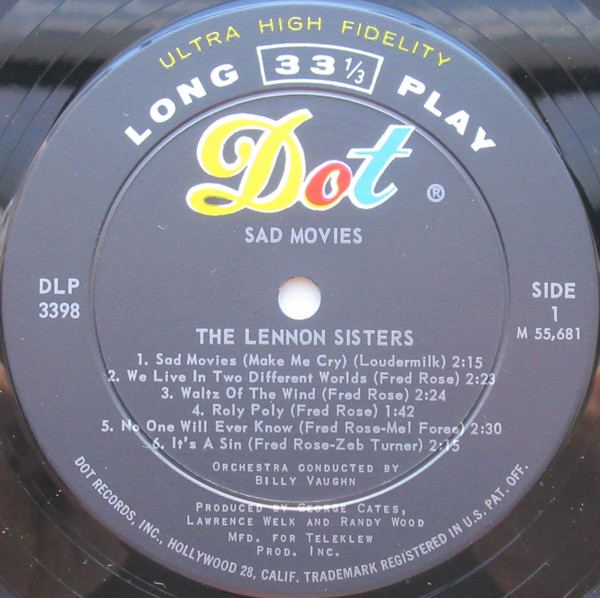 ULTRA HIGH FIDELITY
LONG 33 1/3 PLAY
Dot ®
SAD MOVIES
DLP
3398
SIDE
1
M 55,681
THE LENNON SISTERS
1. Sad Movies (Make Me Cry) (Loudermilk) 2:15
2. We Live In Two Different Worlds (Fred Rose) 2:23
3. Waltz Of The Wind (Fred Rose) 2:24
4. Roly Poly (Fred Rose) 1:42
5. No One Will Ever Know (Fred Rose-Mel Foree) 2:30
6. It's A Sin (Fred Rose-Zeb Turner) 2:15
ORCHESTRA CONDUCTED BY
BILLY VAUGHN
PRODUCED BY GEORGE CATES,
LAWRENCE WELK AND RANDY WOOD
MFD. FOR TELEKLEW
PROD. INC.
DOT RECORDS, INC., HOLLYWOOD 28, CALIF. TRADEMARK REGISTERED IN U.S. PAT. OFF.